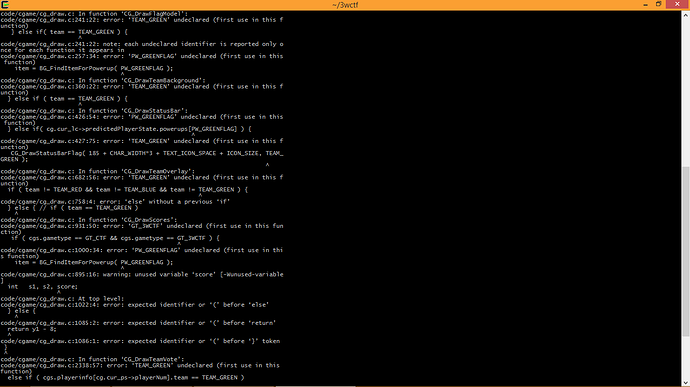 ~/3wctf
code/cgame/cg_draw.c: In function 'CG_DrawFlagModel':
code/cgame/cg_draw.c:241:22: error: 'TEAM_GREEN' undeclared (first use in this f
unction)
} else if( team == TEAM_GREEN ) {
^
code/cgame/cg_draw.c:241:22: note: each undeclared identifier is reported only o
nce for each function it appears in
code/cgame/cg_draw.c:257:34: error: 'PW_GREENFLAG' undeclared (first use in this
function)
item = BG_FindItemForPowerup( PW_GREENFLAG );
^
code/cgame/cg_draw.c: In function 'CG_DrawTeamBackground':
code/cgame/cg_draw.c:360:22: error: 'TEAM_GREEN' undeclared (first use in this f
unction)
} else if ( team == TEAM_GREEN ) {
^
code/cgame/cg_draw.c: In function 'CG_DrawStatusBar':
code/cgame/cg_draw.c:426:54: error: 'PW_GREENFLAG' undeclared (first use in this
function)
} else if( cg.cur_lc->predictedPlayerState.powerups[PW_GREENFLAG] ) {
^
code/cgame/cg_draw.c:427:75: error: 'TEAM_GREEN' undeclared (first use in this f
unction)
CG_DrawStatusBarFlag( 185 + CHAR_WIDTH*3 + TEXT_ICON_SPACE + ICON_SIZE, TEAM_
GREEN );
^
code/cgame/cg_draw.c: In function 'CG_DrawTeamOverlay':
code/cgame/cg_draw.c:682:56: error: 'TEAM_GREEN' undeclared (first use in this f
unction)
if ( team != TEAM_RED && team != TEAM_BLUE && team != TEAM_GREEN ) {
^
code/cgame/cg_draw.c:758:4: error: 'else' without a previous 'if'
} else { // if ( team == TEAM_GREEN )
^
code/cgame/cg_draw.c: In function 'CG_DrawScores':
code/cgame/cg_draw.c:931:50: error: 'GT_3WCTF' undeclared (first use in this fun
ction)
if ( cgs.gametype == GT_CTF && cgs.gametype == GT_3WCTF ) {
^
code/cgame/cg_draw.c:1000:34: error: 'PW_GREENFLAG' undeclared (first use in thi
s function)
item = BG_FindItemForPowerup( PW_GREENFLAG );
^
code/cgame/cg_draw.c:895:16: warning: unused variable 'score' [-Wunused-variable
]
int s1, s2, score;
^
code/cgame/cg_draw.c: At top level:
code/cgame/cg_draw.c:1022:4: error: expected identifier or '(' before 'else'
} else {
^
code/cgame/cg_draw.c:1085:2: error: expected identifier or '(' before 'return'
return y1 - 8;
^
code/cgame/cg_draw.c:1086:1: error: expected identifier or '(' before '}' token
}
^
code/cgame/cg_draw.c: In function 'CG_DrawTeamVote':
code/cgame/cg_draw.c:2338:57: error: 'TEAM_GREEN' undeclared (first use in this
function)
else if ( cgs.playerinfo[cg.cur_ps->playerNum].team == TEAM_GREEN )